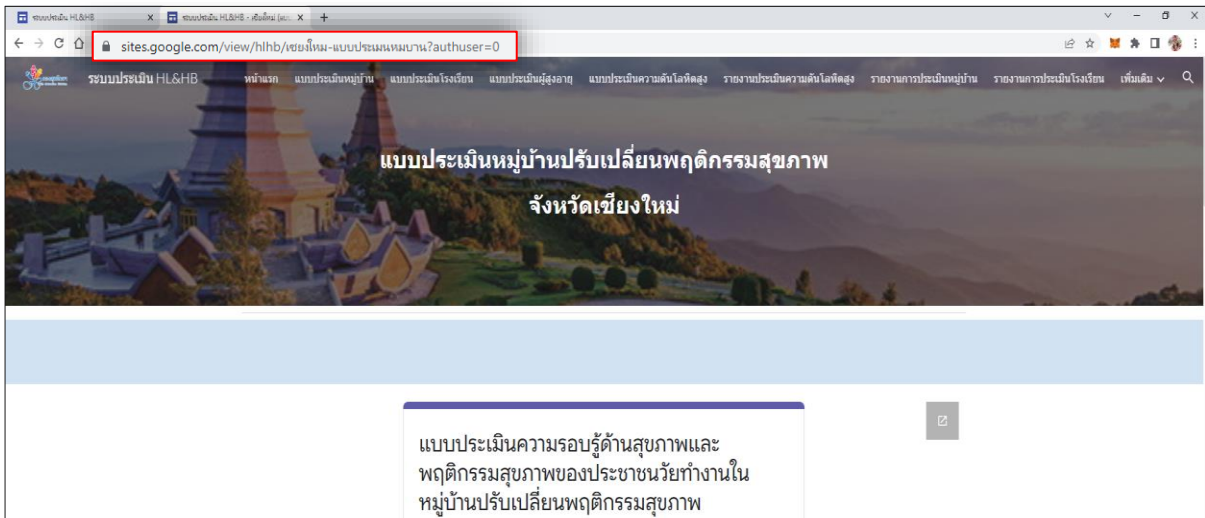 ระบบประเมิน HL&HB
ระบบประเมิน HL&HB - เชียงใหม่ (แบบ
sites.google.com/view/hlhb/เชยงใหม-แบบประเมนหมบาน?authuser=0
ระบบประเมิน HL&HB
หน้าแรก แบบประเมินหมู่บ้าน แบบประเมินโรงเรียน แบบประเมินผู้สูงอายุ แบบประเมินความดันโลหิตสูง รายงานประเมินความดันโลหิตสูง รายงานการประเมินหมู่บ้าน รายงานการประเมินโรงเรียน เพิ่มเติม
แบบประเมินหมู่บ้านปรับเปลี่ยนพฤติกรรมสุขภาพ
จังหวัดเชียงใหม่
แบบประเมินความรอบรู้ด้านสุขภาพและ
พฤติกรรมสุขภาพของประชาชนวัยทำงานใน
หมู่บ้านปรับเปลี่ยนพฤติกรรมสุขภาพ